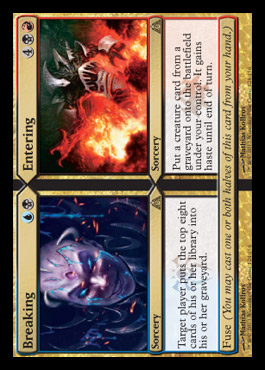 Breaking
Sorcery
Target player puts the top eight
cards of his or her library into
his or her graveyard.
Entering
4
Sorcery
Put a creature card from a
graveyard onto the battlefield
under your control. It gains
haste until end of turn.
Fuse (You may cast one or both halves of this card from your hand.)